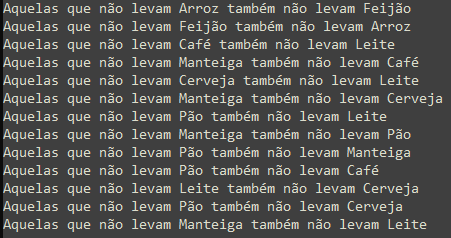 Aquelas que não levam Arroz também não levam Feijão
Aquelas que não levam Feijão também não levam Arroz
Aquelas que não levam Café também não levam Leite
Aquelas que não levam Manteiga também não levam Café
Aquelas que não levam Cerveja também não levam Leite
Aquelas que não levam Manteiga também não levam Cerveja
Aquelas que não levam Pão também não levam Leite
Aquelas que não levam Manteiga também não levam Pão
Aquelas que não levam Pão também não levam Manteiga
Aquelas que não levam Pão também não levam Café
Aquelas que não levam Leite também não levam Cerveja
Aquelas que não levam Pão também não levam Cerveja
Aquelas que não levam Manteiga também não levam Leite